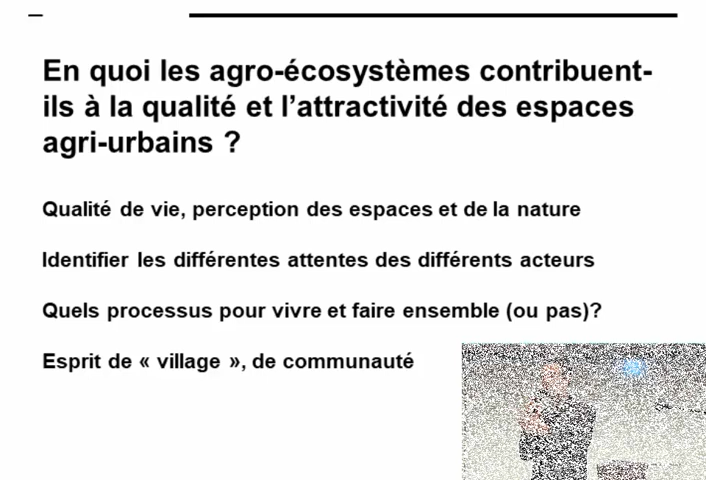 En quoi les agro-écosystèmes contribuent-
ils à la qualité et l’attractivité des espaces
agri-urbains ?
Qualité de vie, perception des espaces et de la nature
Identifier les différentes attentes des différents acteurs
Quels processus pour vivre et faire ensemble (ou pas)?
Esprit de « village », de communauté